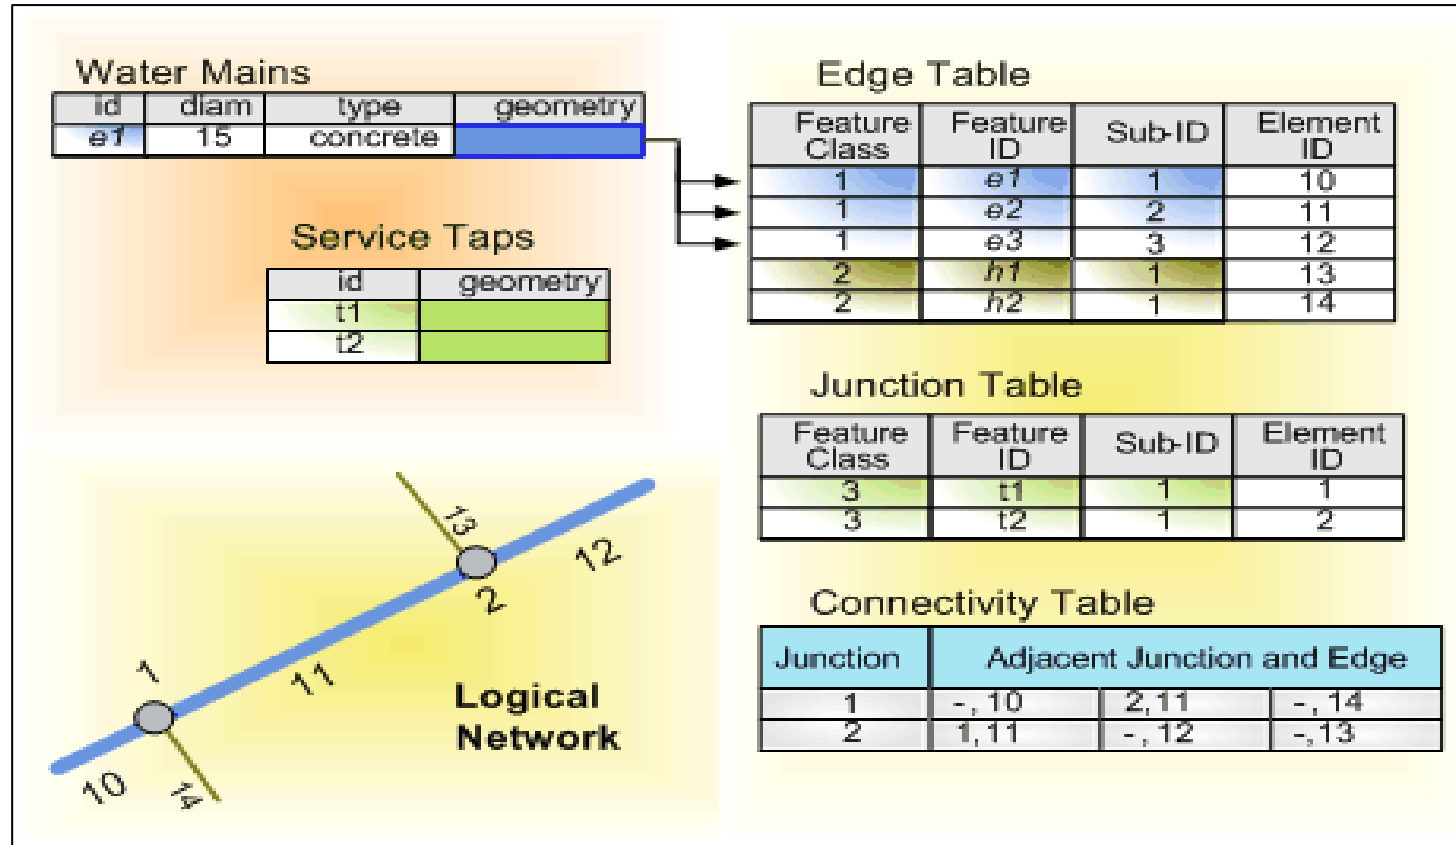 Water Mains
id diam type geometry
e1 15 concrete
Service Taps
id geometry
t1
t2
Edge Table
Feature Class Feature ID Sub-ID Element ID
1 e1 1 10
1 e2 2 11
1 e3 3 12
2 h1 1 13
2 h2 1 14
Junction Table
Feature Class Feature ID Sub-ID Element ID
3 t1 1 1
3 t2 1 2
Connectivity Table
Junction Adjacent Junction and Edge
1 -, 10 2,11 -, 14
2 1,11 -, 12 -,13
13
12
2
1
11
10
14
Logical
Network